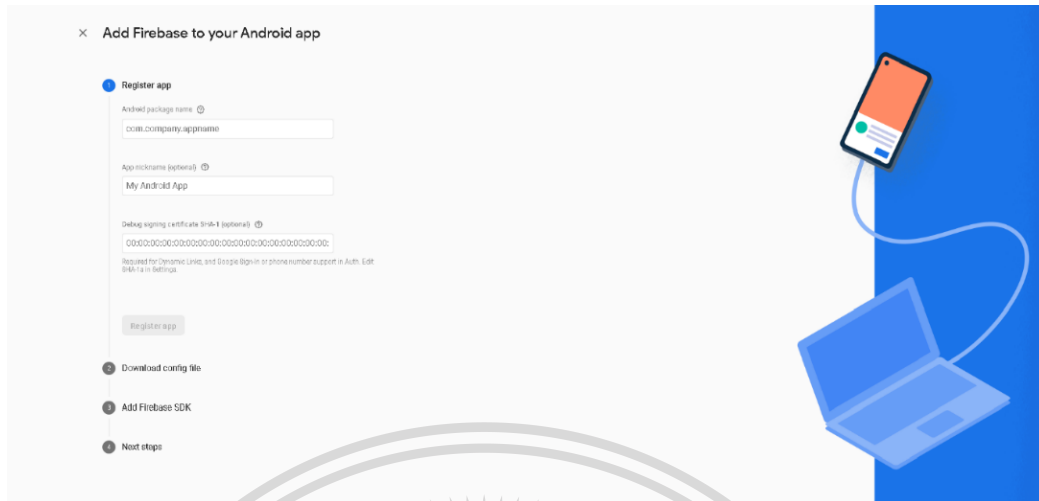 Add Firebase to your Android app
1 Register app
Android package name
com.company.appname
App nickname (optional)
My Android App
Debug signing certificate SHA-1 (optional)
00:00:00:00:00:00:00:00:00:00:00:00:00:00:00:00:00:
Required for Dynamic Links, and Google Sign-In or phone number support in Auth. Edit
SHA-1s in Settings.
Register app
2 Download config file
3 Add Firebase SDK
4 Next steps